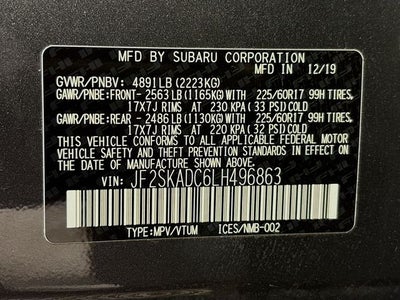 MFD BY SUBARU CORPORATION
MFD IN 12/19
GVWR/PNBV: 4891LB (2223KG)
GAWR/PNBE:FRONT- 2563LB (1165KG) WITH 225/60R17 99H TIRES,
17X7J RIMS AT 230 KPA (33 PSI) COLD
GAWR/PNBE:REAR - 2486LB (1130KG) WITH 225/60R17 99H TIRES,
17X7J RIMS AT 220 KPA (32 PSI) COLD
THIS VEHICLE CONFORMS TO ALL APPLICABLE FEDERAL MOTOR
VEHICLE SAFETY AND BUMPER STANDARDS IN EFFECT ON THE
DATE OF MANUFACTURE SHOWN ABOVE.
VIN: JF2SKADC6LH496863
TYPE:MPV/VTUM ICES/NMB-002